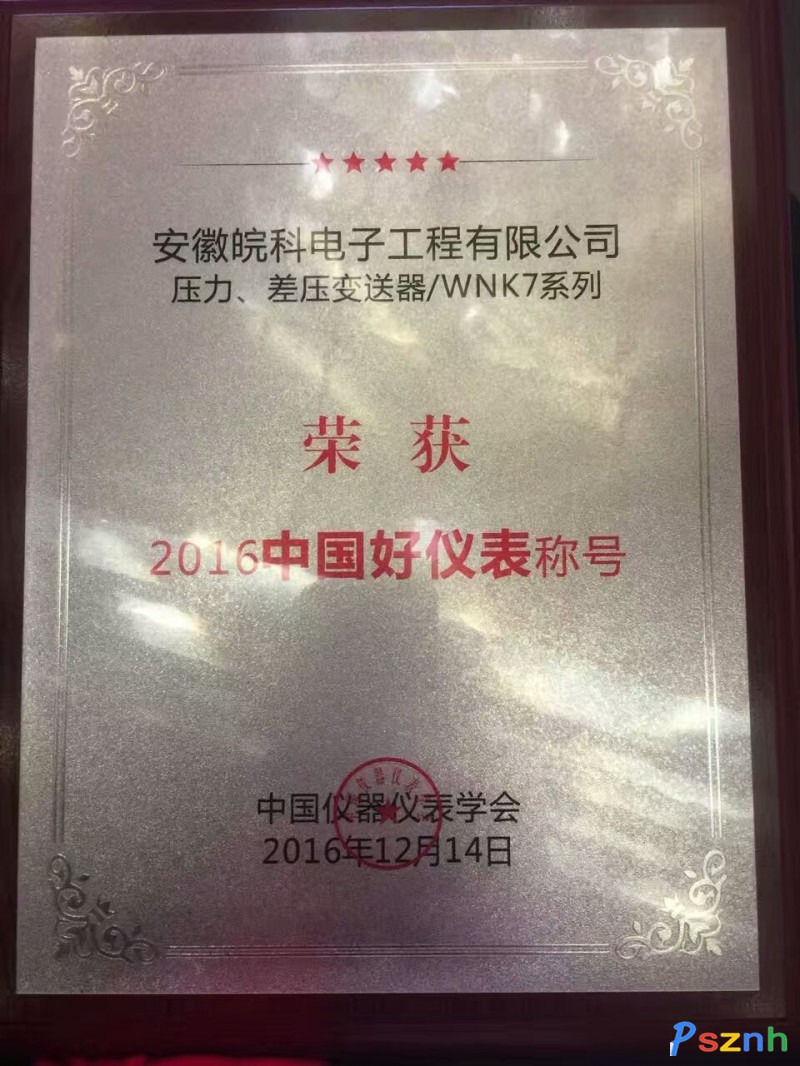 ★★★★★
安徽皖科电子工程有限公司
压力、差压变送器/WNK7系列
荣 获
2016中国好仪表称号
中国仪器仪表学会
2016年12月14日
Psznh